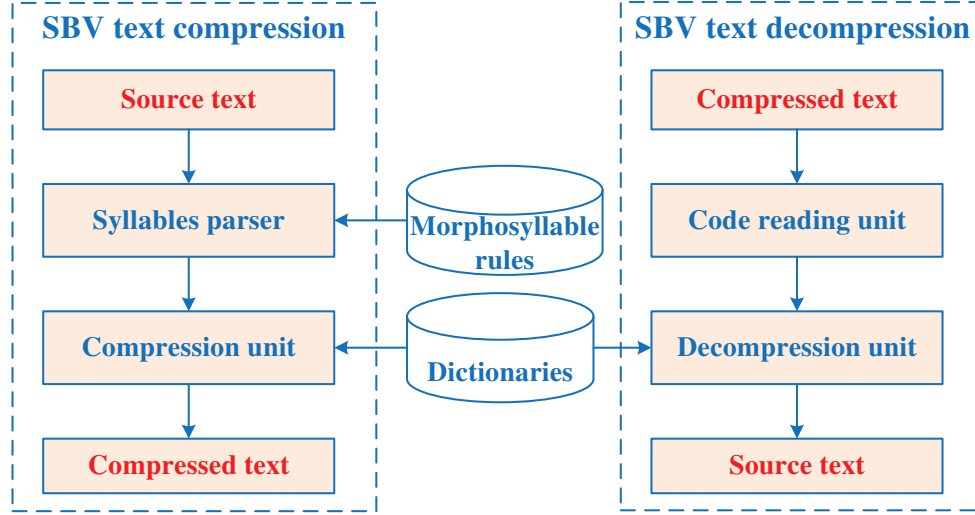 SBV text compression
Source text
Syllables parser
Compression unit
Compressed text
Morphosyllable
rules
Dictionaries
SBV text decompression
Compressed text
Code reading unit
Decompression unit
Source text